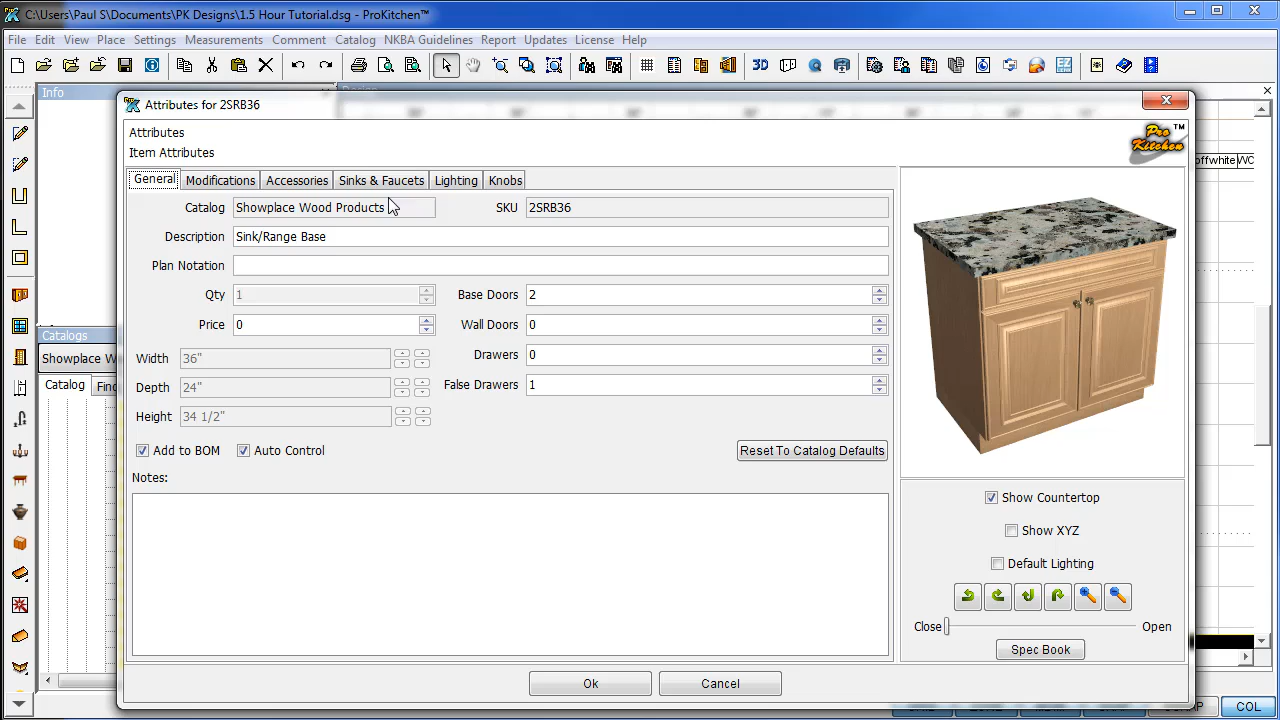 C:\Users\Paul S\Documents\PK Designs\1.5 Hour Tutorial.dsg - ProKitchen™
File Edit View Place Settings Measurements Comment Catalog NKBA Guidelines Report Updates License Help
3D EZ
Info
Attributes for 2SRB36
Attributes
Item Attributes
Pro Kitchen™
offwhite
General Modifications Accessories Sinks & Faucets Lighting Knobs
Catalog Showplace Wood Products SKU 2SRB36
Description Sink/Range Base
Plan Notation
Qty 1 Base Doors 2
Price 0 Wall Doors 0
Drawers 0
Width 36"
Depth 24" False Drawers 1
Height 34 1/2"
Add to BOM Auto Control Reset To Catalog Defaults
Notes:
Catalogs
Showplace W
Catalog
Show Countertop
Show XYZ
Default Lighting
Close Open
Spec Book
Ok Cancel
COL